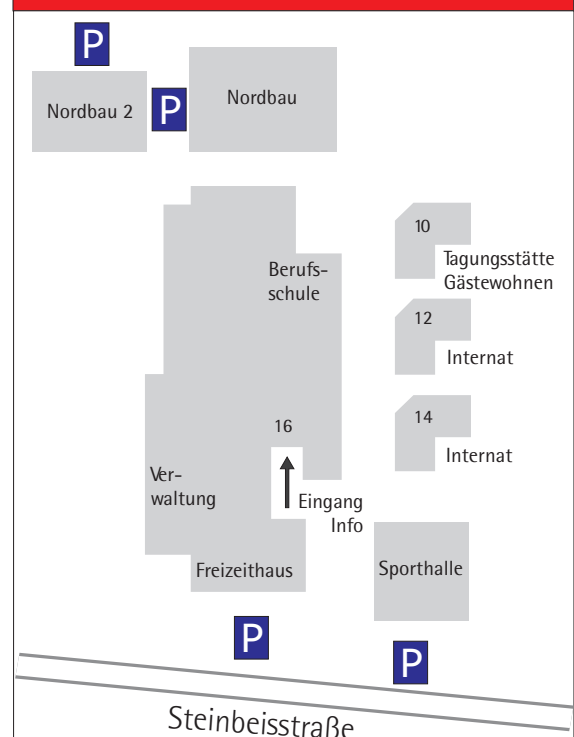 P
Nordbau 2
P
Nordbau
10
Tagungsstätte
Gästewohnen
Berufs-
schule
12
Internat
14
Internat
16
Ver-
waltung
Eingang
Info
Freizeithaus
Sporthalle
P
P
Steinbeisstraße